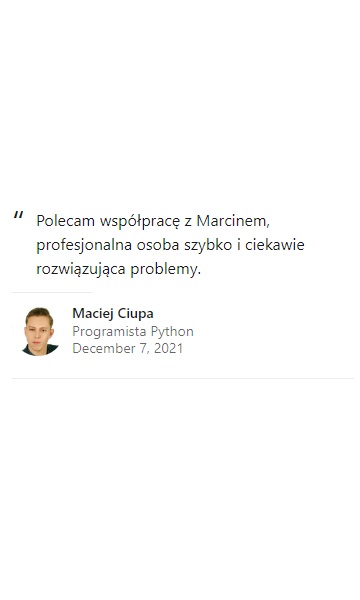 “ Polecam współpracę z Marcinem,
profesjonalna osoba szybko i ciekawie
rozwiązująca problemy.
Maciej Ciupa
Programista Python
December 7, 2021